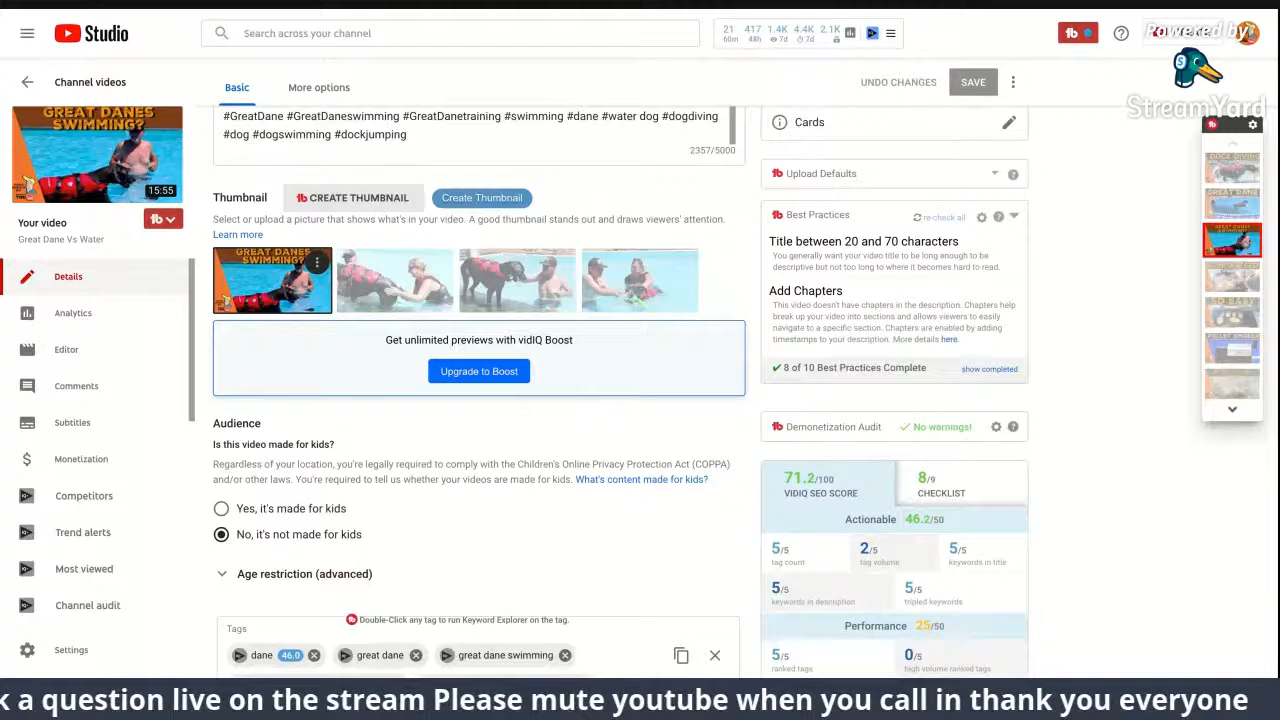 Studio
Search across your channel
21 417 1.4K 4.4K 2.1K
60m 48h 7d 7d
tb
Powered by
StreamYard
Channel videos
Basic
More options
UNDO CHANGES
SAVE
GREAT DANES
SWIMMING?
15:55
#GreatDane #GreatDaneswimming #GreatDanetraining #swimming #dane #water dog #dogdiving
#dog #dogswimming #dockjumping
2357/5000
Cards
Thumbnail
CREATE THUMBNAIL
Create Thumbnail
Select or upload a picture that shows what's in your video. A good thumbnail stands out and draws viewers' attention.
Learn more
Upload Defaults
Best Practices
re-check all
Title between 20 and 70 characters
You generally want your video title to be long enough to be
descriptive but not too long to where it becomes hard to read.
Add Chapters
This video doesn't have chapters in the description. Chapters help
break up your video into sections and allows viewers to easily
navigate to a specific section. Chapters are enabled by adding
timestamps to your description. More details here.
8 of 10 Best Practices Complete
show completed
Your video
Great Dane Vs Water
tb
Details
Analytics
Editor
Comments
Subtitles
Monetization
Competitors
Trend alerts
Most viewed
Channel audit
Settings
GREAT DANES
SWIMMING?
Get unlimited previews with vidIQ Boost
Upgrade to Boost
Audience
Is this video made for kids?
Regardless of your location, you're legally required to comply with the Children's Online Privacy Protection Act (COPPA)
and/or other laws. You're required to tell us whether your videos are made for kids. What's content made for kids?
Yes, it's made for kids
No, it's not made for kids
Age restriction (advanced)
Double-Click any tag to run Keyword Explorer on the tag.
Tags
dane 46.0
great dane
great dane swimming
Demonetization Audit
No warnings!
71.2/100
VIDIQ SEO SCORE
8/9
CHECKLIST
Actionable 46.2/50
5/5
tag count
2/5
tag volume
5/5
keywords in title
5/5
keywords in description
5/5
tripled keywords
Performance 25/50
5/5
ranked tags
0/5
high volume ranked tags
k a question live on the stream Please mute youtube when you call in thank you everyone